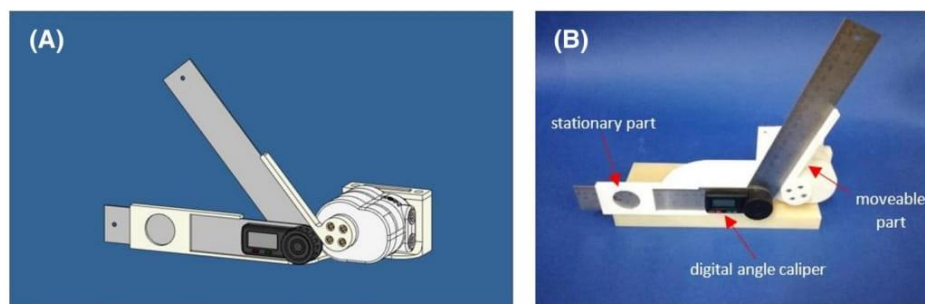 (A)
(B)
stationary part
moveable
part
digital angle caliper